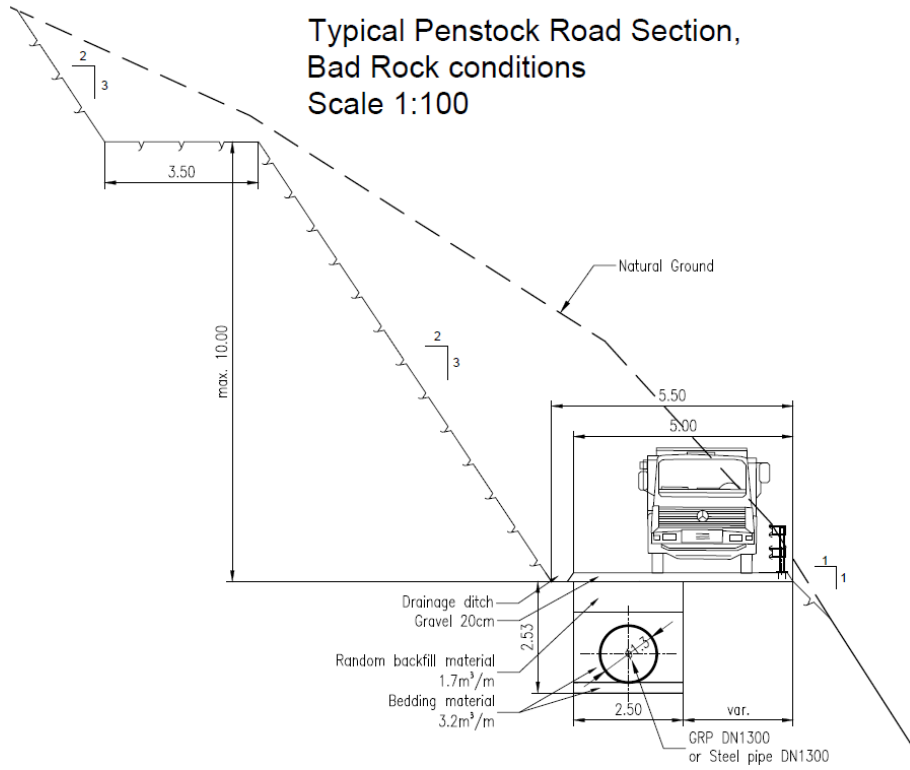 Typical Penstock Road Section,
Bad Rock conditions
Scale 1:100
2
3
3.50
Natural Ground
2
3
max. 10.00
5.50
5.00
1
1
Drainage ditch
Gravel 20cm
2.53
Random backfill material
1.7m³/m
1.3
Bedding material
3.2m³/m
2.50
var.
GRP DN1300
or Steel pipe DN1300